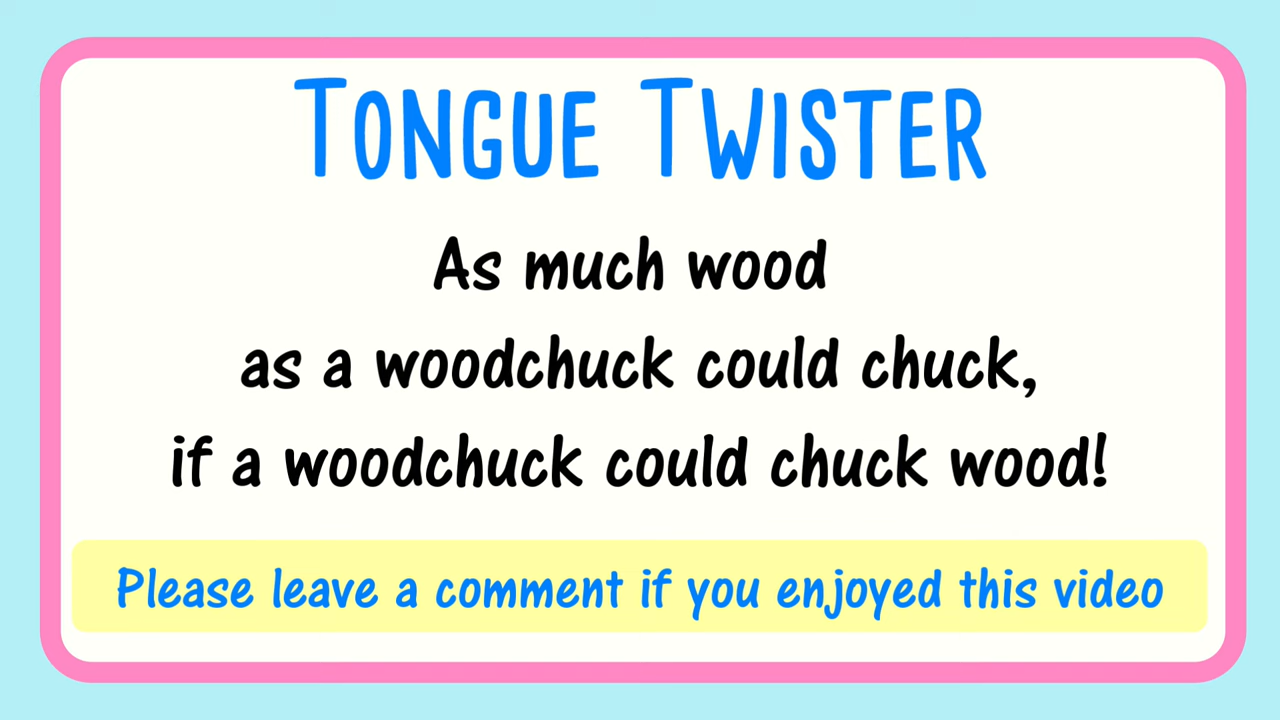 Tongue Twister
As much wood
as a woodchuck could chuck,
if a woodchuck could chuck wood!
Please leave a comment if you enjoyed this video